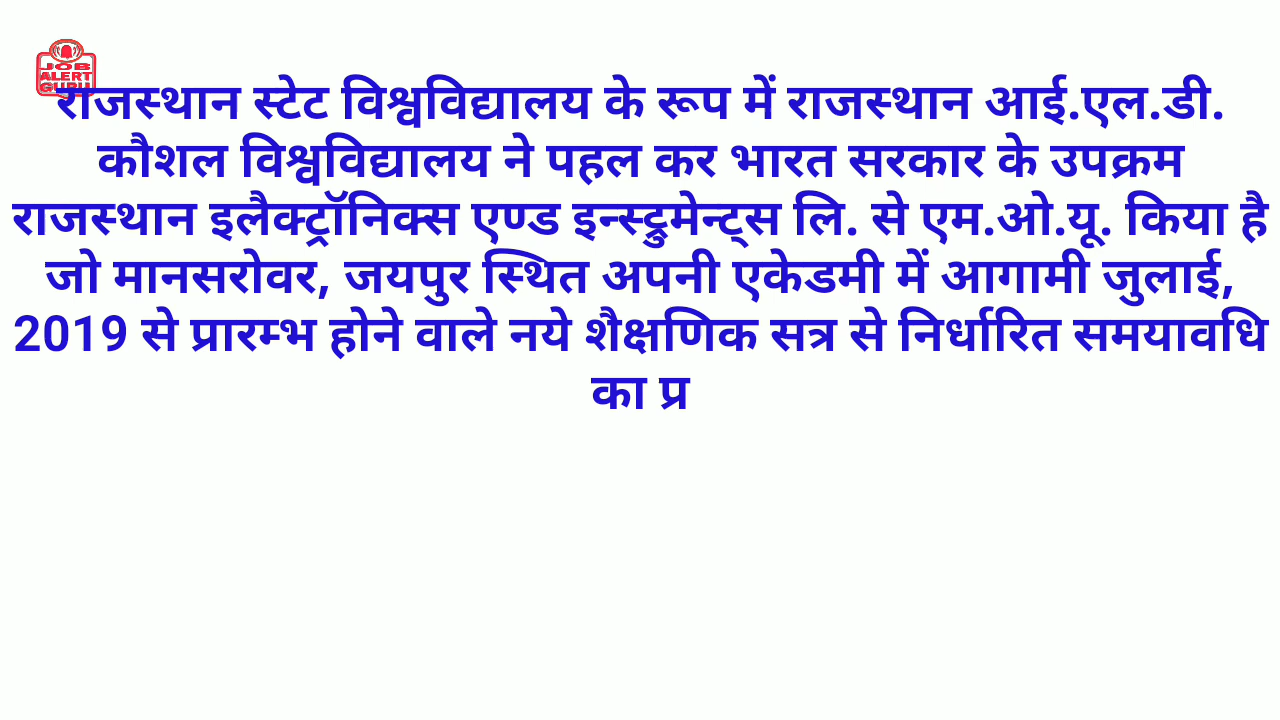 JOB
ALERT
GURU
राजस्थान स्टेट विश्वविद्यालय के रूप में राजस्थान आई.एल.डी.
कौशल विश्वविद्यालय ने पहल कर भारत सरकार के उपक्रम
राजस्थान इलैक्ट्रॉनिक्स एण्ड इन्स्ट्रुमेन्ट्स लि. से एम.ओ.यू. किया है
जो मानसरोवर, जयपुर स्थित अपनी एकेडमी में आगामी जुलाई,
2019 से प्रारम्भ होने वाले नये शैक्षणिक सत्र से निर्धारित समयावधि
का प्र